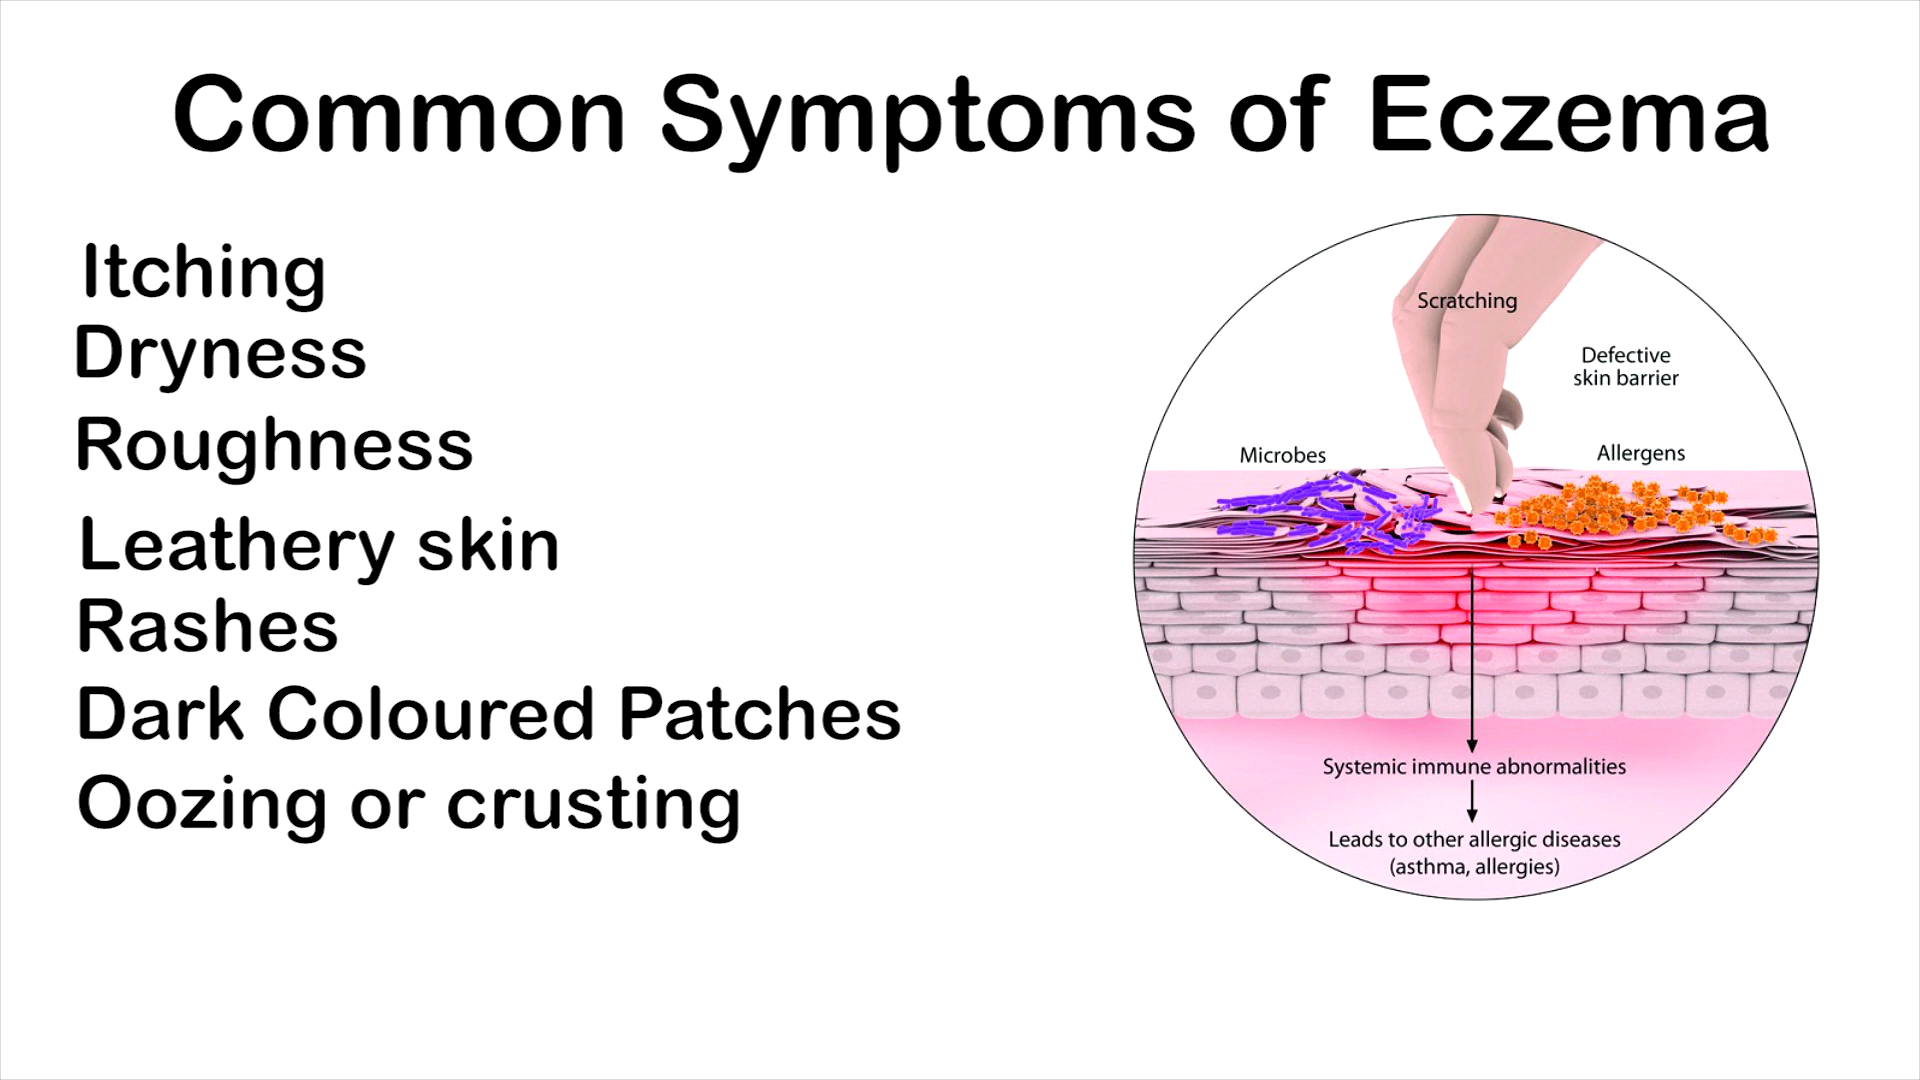 Common Symptoms of Eczema
Itching
Dryness
Roughness
Leathery skin
Rashes
Dark Coloured Patches
Oozing or crusting
Scratching
Defective
skin barrier
Microbes
Allergens
Systemic immune abnormalities
Leads to other allergic diseases
(asthma, allergies)